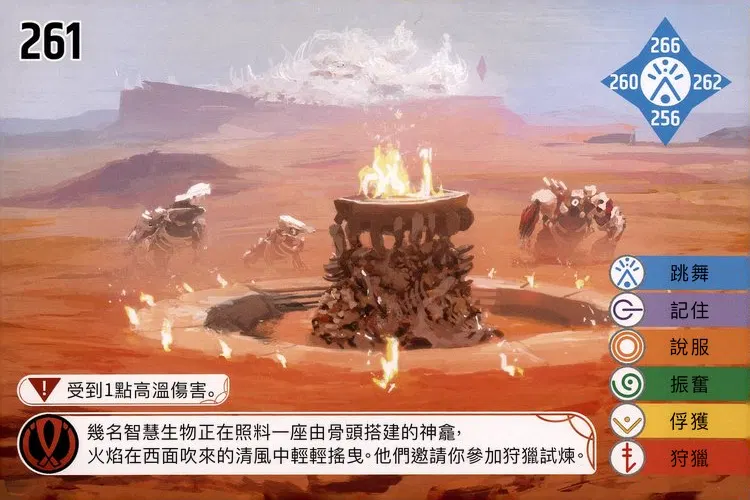 261
266
260
262
256
跳舞
記住
說服
振奮
俘獲
狩獵
受到1點高溫傷害。
幾名智慧生物正在照料一座由骨頭搭建的神龕，
火焰在西面吹來的清風中輕輕搖曳。他們邀請你參加狩獵試煉。